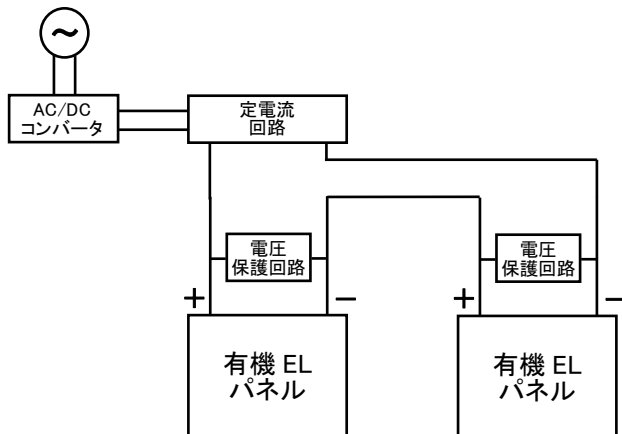 ~
AC/DC
コンバータ
定電流
回路
電圧
保護回路
電圧
保護回路
+
−
+
−
有機 EL
パネル
有機 EL
パネル